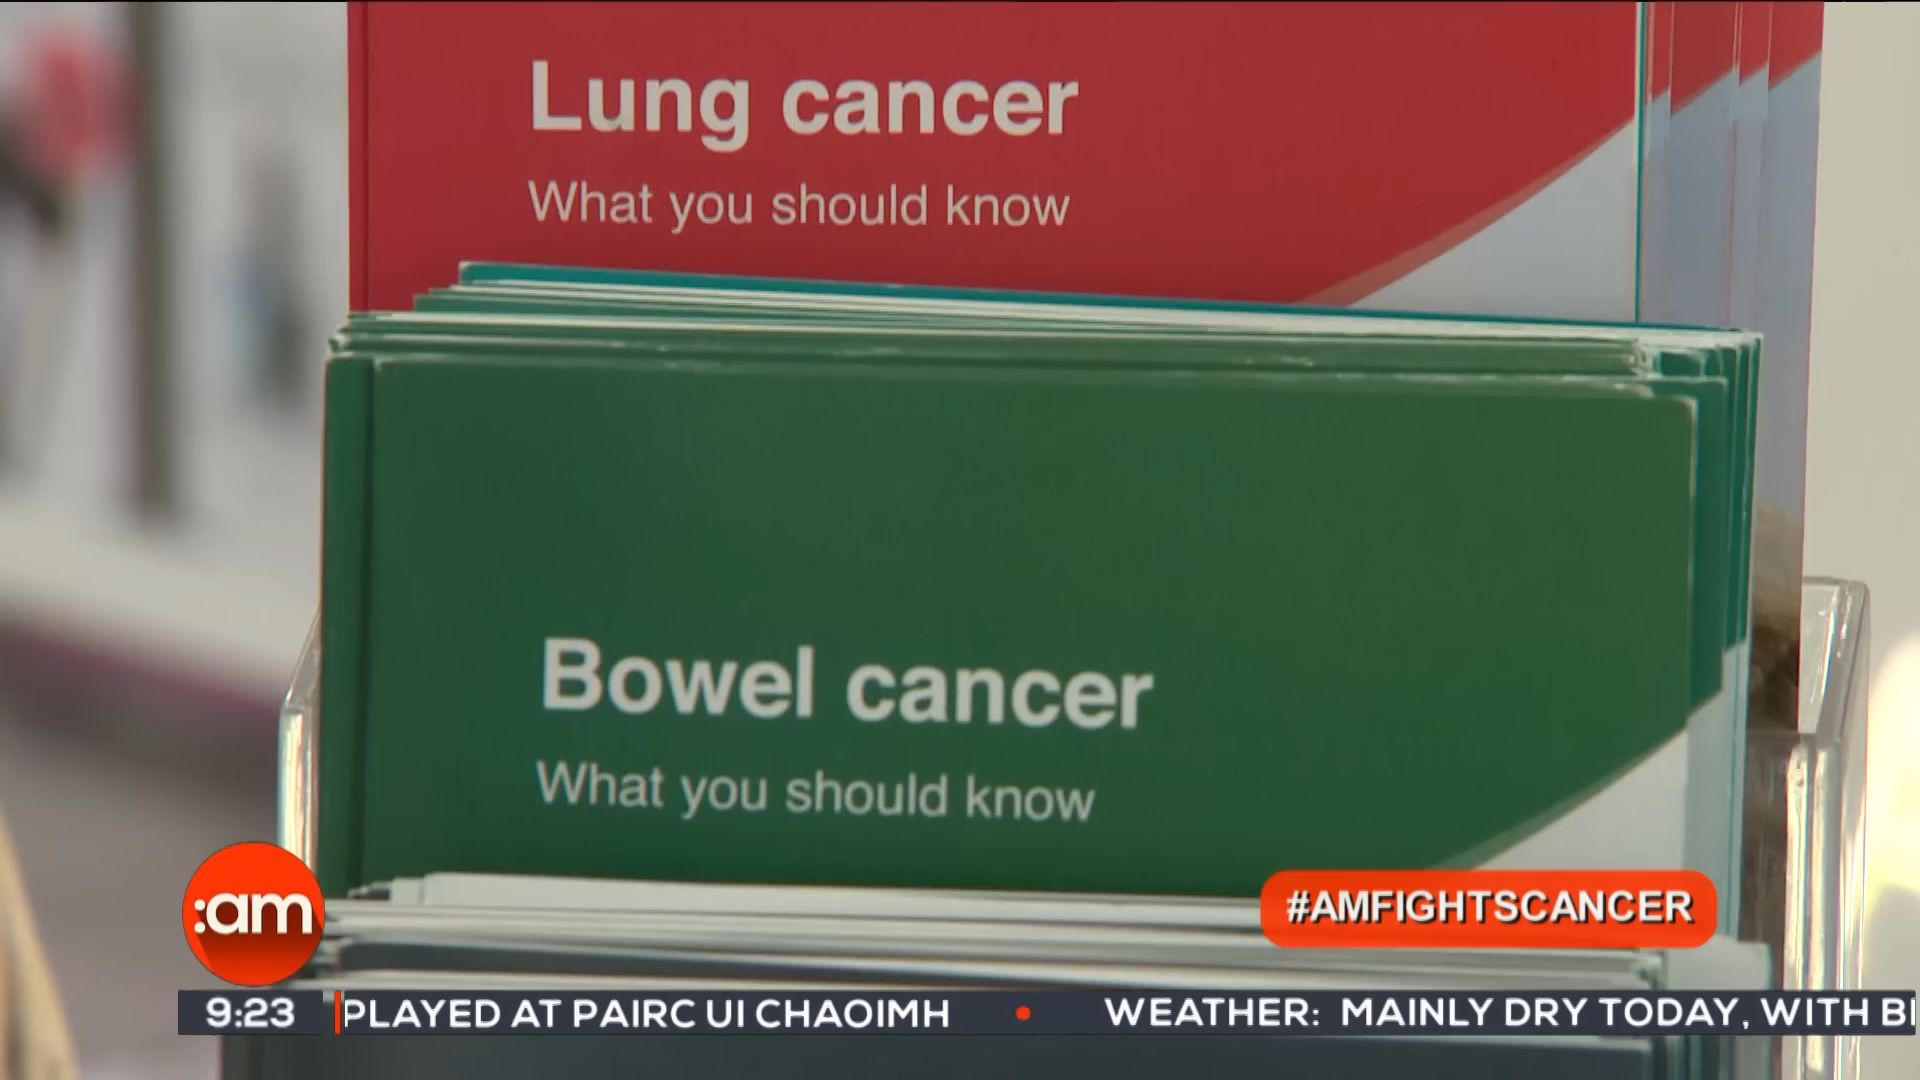 Lung cancer
What you should know
Bowel cancer
What you should know
#AMFIGHTSCANCER
:am
9:23
PLAYED AT PAIRC UI CHAOIMH • WEATHER: MAINLY DRY TODAY, WITH